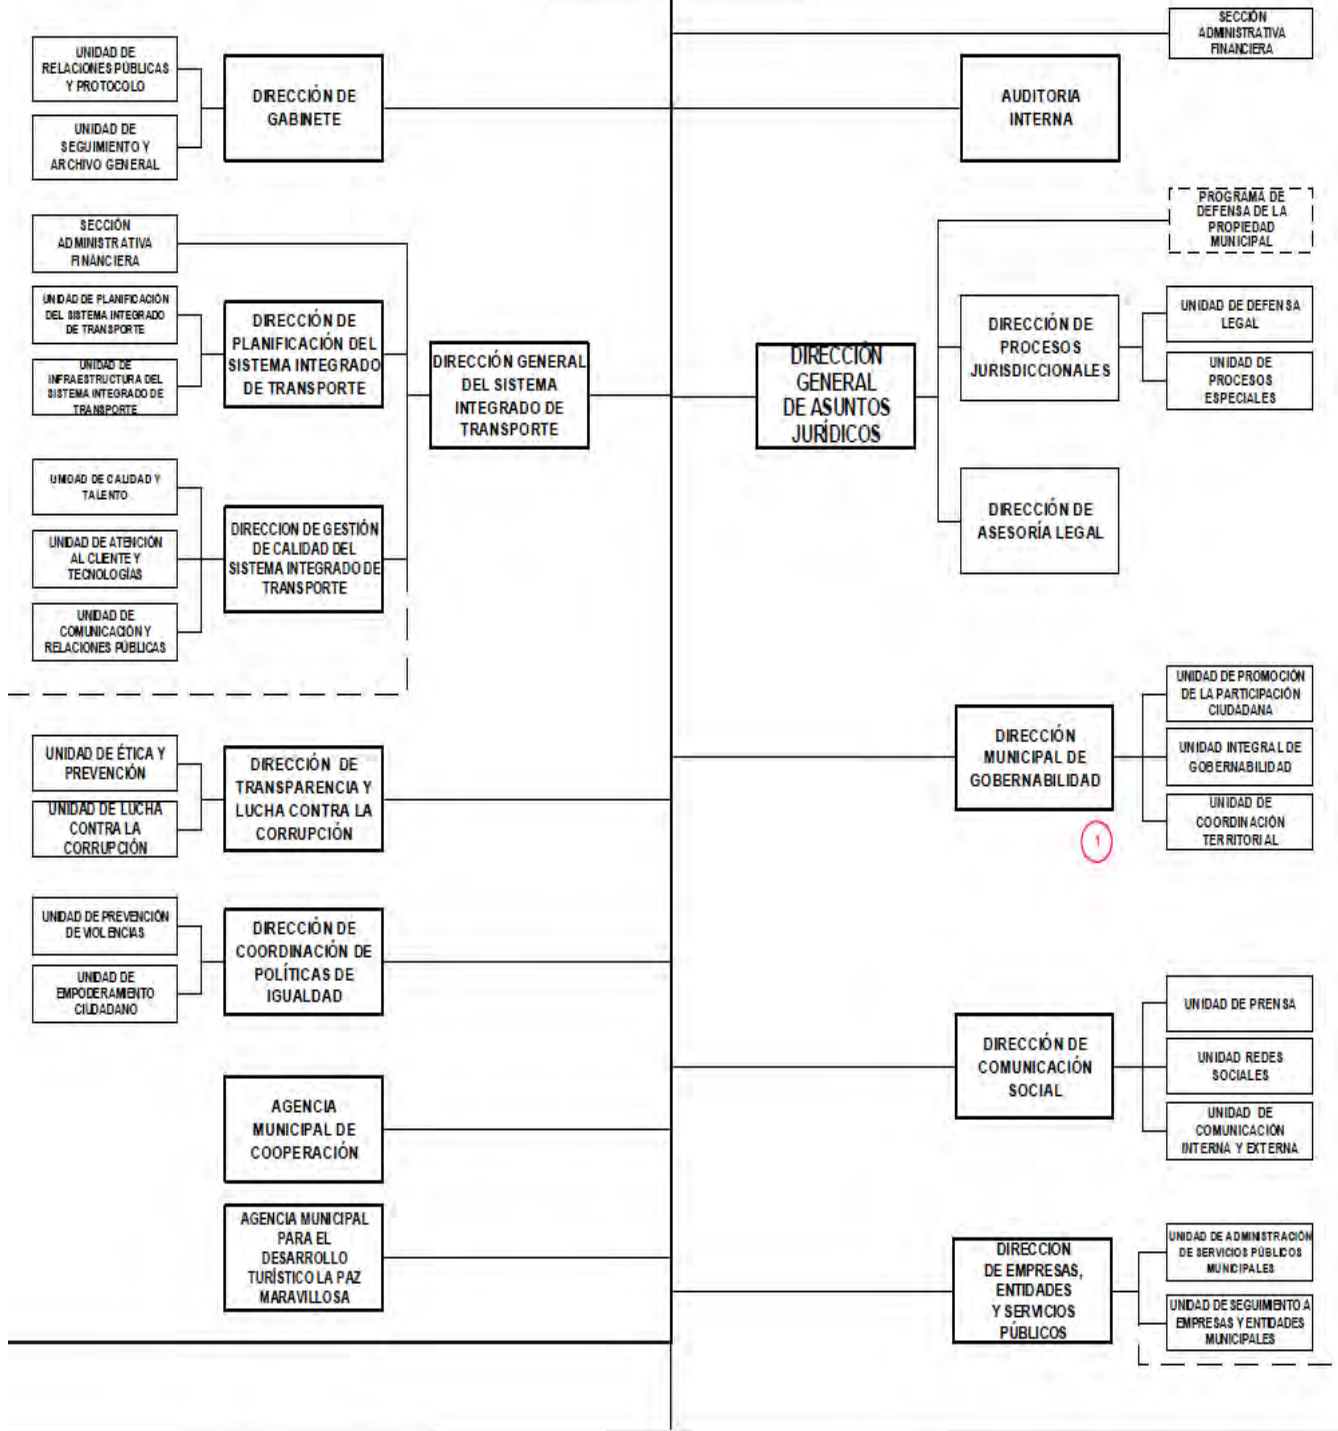 UNIDAD DE
RELACIONES PÚBLICAS
Y PROTOCOLO
UNIDAD DE
SEGUIMIENTO Y
ARCHIVO GENERAL
DIRECCIÓN DE
GABINETE
SECCIÓN
ADMINISTRATIVA
FINANCIERA
AUDITORIA
INTERNA
SECCIÓN
ADMINISTRATIVA
FINANCIERA
UNIDAD DE PLANIFICACIÓN
DEL SISTEMA INTEGRADO
DE TRANSPORTE
UNIDAD DE
INFRAESTRUCTURA DEL
SISTEMA INTEGRADO DE
TRANSPORTE
DIRECCIÓN DE
PLANIFICACIÓN DEL
SISTEMA INTEGRADO
DE TRANSPORTE
DIRECCIÓN GENERAL
DEL SISTEMA
INTEGRADO DE
TRANSPORTE
UNIDAD DE CALIDAD Y
TALENTO
UNIDAD DE ATENCIÓN
AL CLIENTE Y
TECNOLOGÍAS
UNIDAD DE
COMUNICACIÓN Y
RELACIONES PÚBLICAS
DIRECCION DE GESTIÓN
DE CALIDAD DEL
SISTEMA INTEGRADO DE
TRANSPORTE
PROGRAMA DE
DEFENSA DE LA
PROPIEDAD
MUNICIPAL
DIRECCIÓN
GENERAL
DE ASUNTOS
JURÍDICOS
DIRECCIÓN DE
PROCESOS
JURISDICCIONALES
UNIDAD DE DEFENSA
LEGAL
UNIDAD DE
PROCESOS
ESPECIALES
DIRECCIÓN DE
ASESORÍA LEGAL
UNIDAD DE ÉTICA Y
PREVENCIÓN
UNIDAD DE LUCHA
CONTRA LA
CORRUPCIÓN
DIRECCIÓN DE
TRANSPARENCIA Y
LUCHA CONTRA LA
CORRUPCIÓN
DIRECCIÓN
MUNICIPAL DE
GOBERNABILIDAD
1
UNIDAD DE PROMOCIÓN
DE LA PARTICIPACIÓN
CIUDADANA
UNIDAD INTEGRAL DE
GOBERNABILIDAD
UNIDAD DE
COORDINACIÓN
TERRITORIAL
UNIDAD DE PREVENCIÓN
DE VIOLENCIAS
UNIDAD DE
EMPODERAMIENTO
CIUDADANO
DIRECCIÓN DE
COORDINACIÓN DE
POLÍTICAS DE
IGUALDAD
DIRECCIÓN DE
COMUNICACIÓN
SOCIAL
UNIDAD DE PRENSA
UNIDAD REDES
SOCIALES
UNIDAD DE
COMUNICACIÓN
INTERNA Y EXTERNA
AGENCIA
MUNICIPAL DE
COOPERACIÓN
AGENCIA MUNICIPAL
PARA EL
DESARROLLO
TURÍSTICO LA PAZ
MARAVILLOSA
DIRECCION
DE EMPRESAS,
ENTIDADES
Y SERVICIOS
PÚBLICOS
UNIDAD DE ADMINISTRACIÓN
DE SERVICIOS PÚBLICOS
MUNICIPALES
UNIDAD DE SEGUIMIENTO A
EMPRESAS Y ENTIDADES
MUNICIPALES